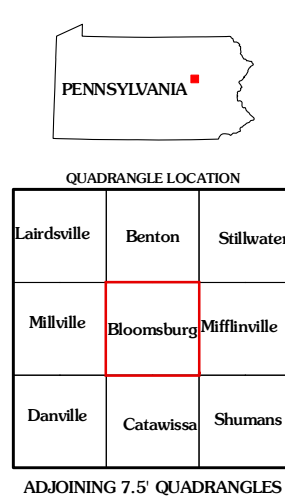 PENNSYLVANIA
QUADRANGLE LOCATION
Lairdsville Benton Stillwater
Millville Bloomsburg Mifflinville
Danville Catawissa Shumans
ADJOINING 7.5' QUADRANGLES